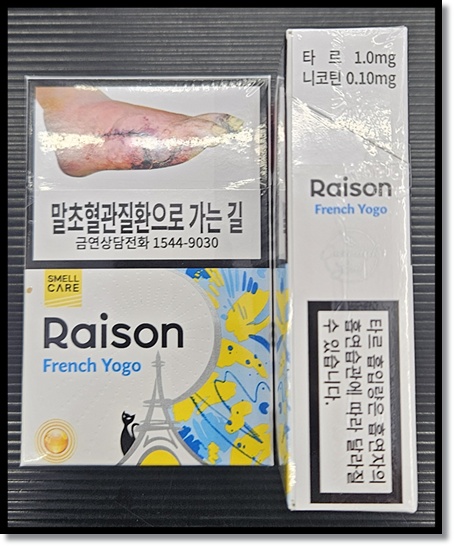 말초혈관질환으로 가는 길
금연상담전화 1544-9030
SMELL
CARE
Raison
French Yogo
타 르 1.0mg
니코틴 0.10mg
Raison
French Yogo
타르 흡입량은 흡연자의
흡연습관에 따라 달라질
수 있습니다.